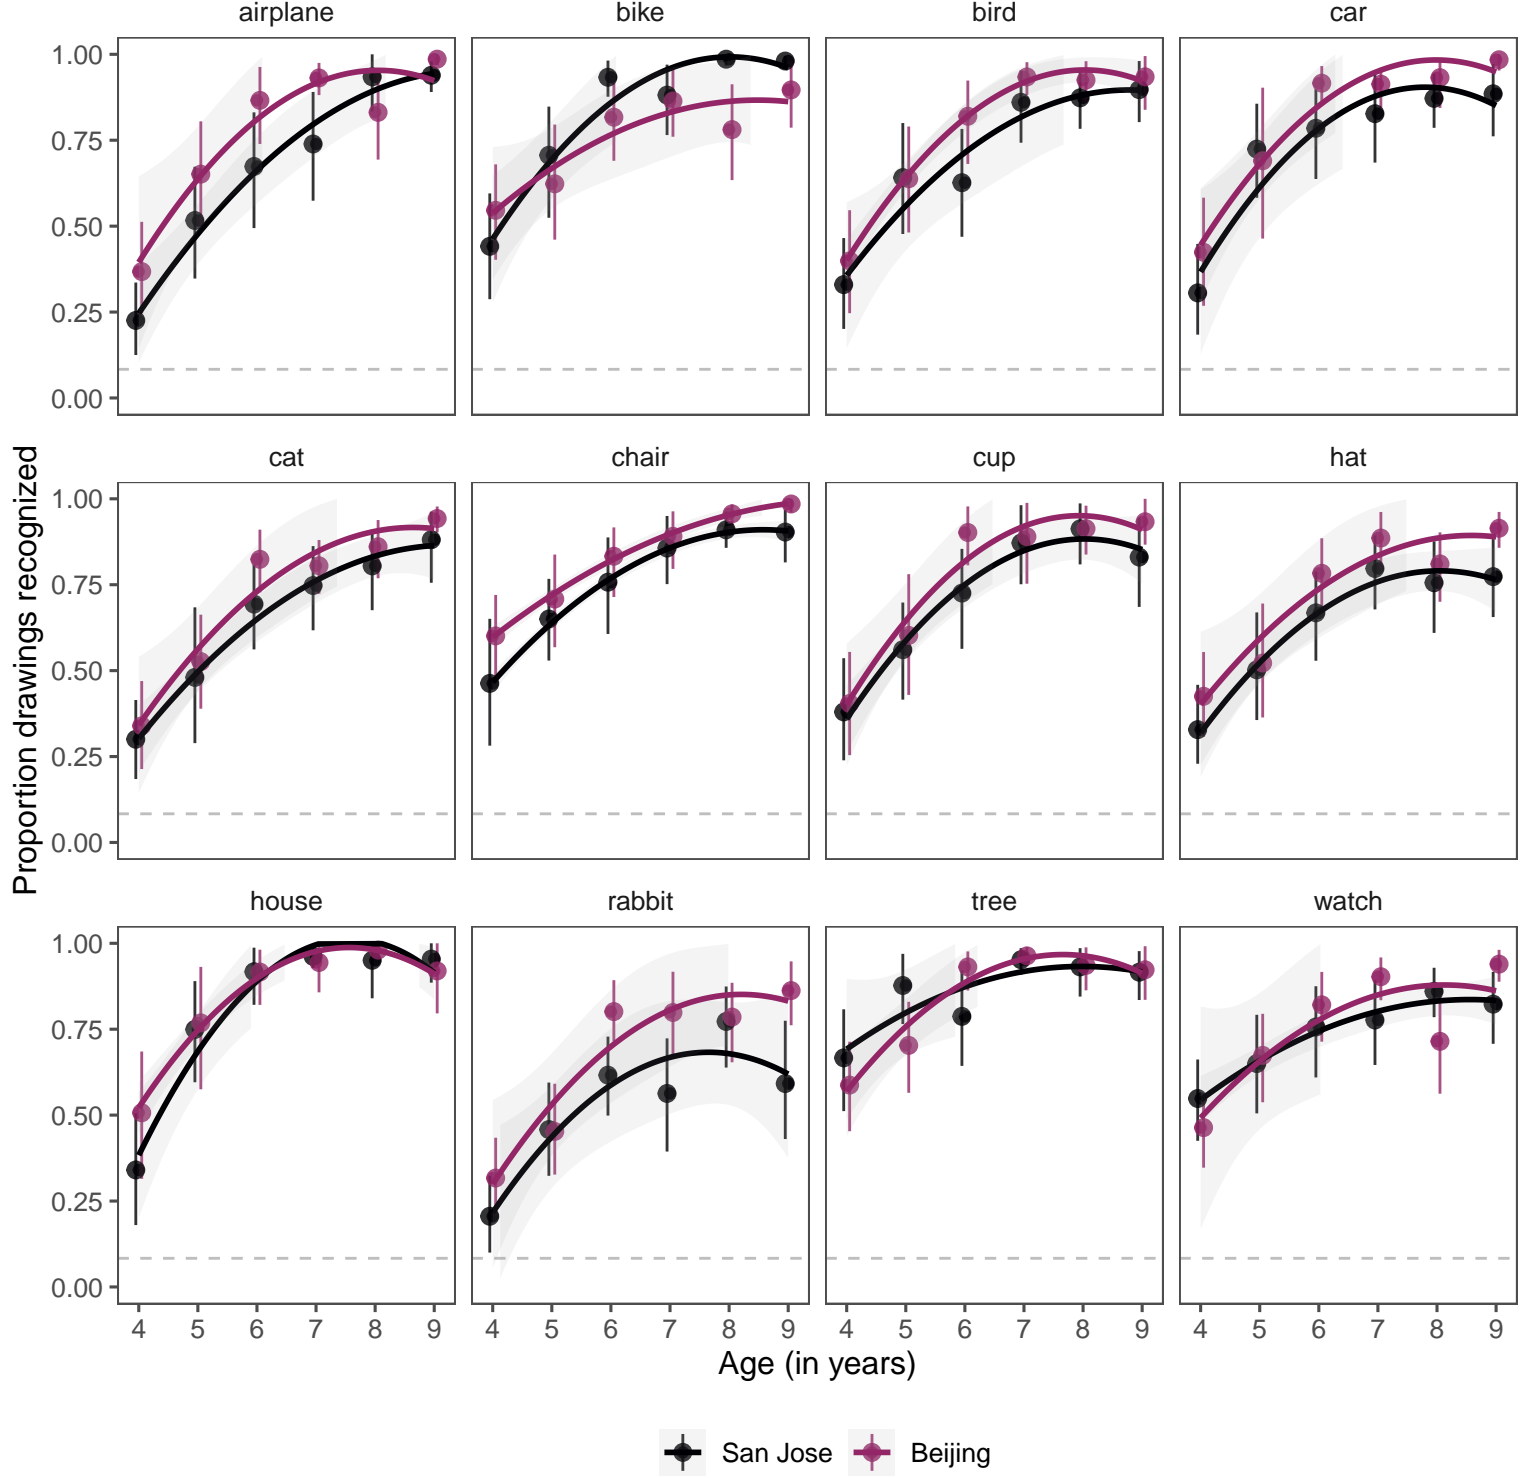 airplane bike bird car
1.00
0.75
0.50
0.25
0.00
cat chair cup hat
1.00
0.75
0.50
0.25
0.00
Proportion drawings recognized
house rabbit tree watch
1.00
0.75
0.50
0.25
0.00
4 5 6 7 8 9 4 5 6 7 8 9 4 5 6 7 8 9 4 5 6 7 8 9
Age (in years)
San Jose Beijing